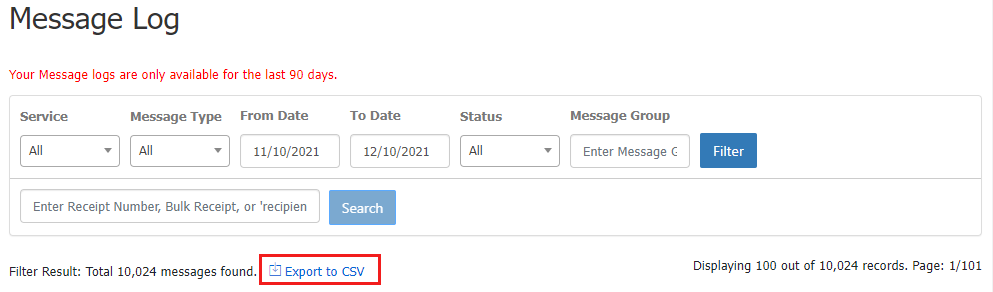 Message Log
Your Message logs are only available for the last 90 days.
Service Message Type From Date To Date Status Message Group
All All 11/10/2021 12/10/2021 All Enter Message G Filter
Enter Receipt Number, Bulk Receipt, or 'recipien Search
Filter Result: Total 10,024 messages found. Export to CSV Displaying 100 out of 10,024 records. Page: 1/101